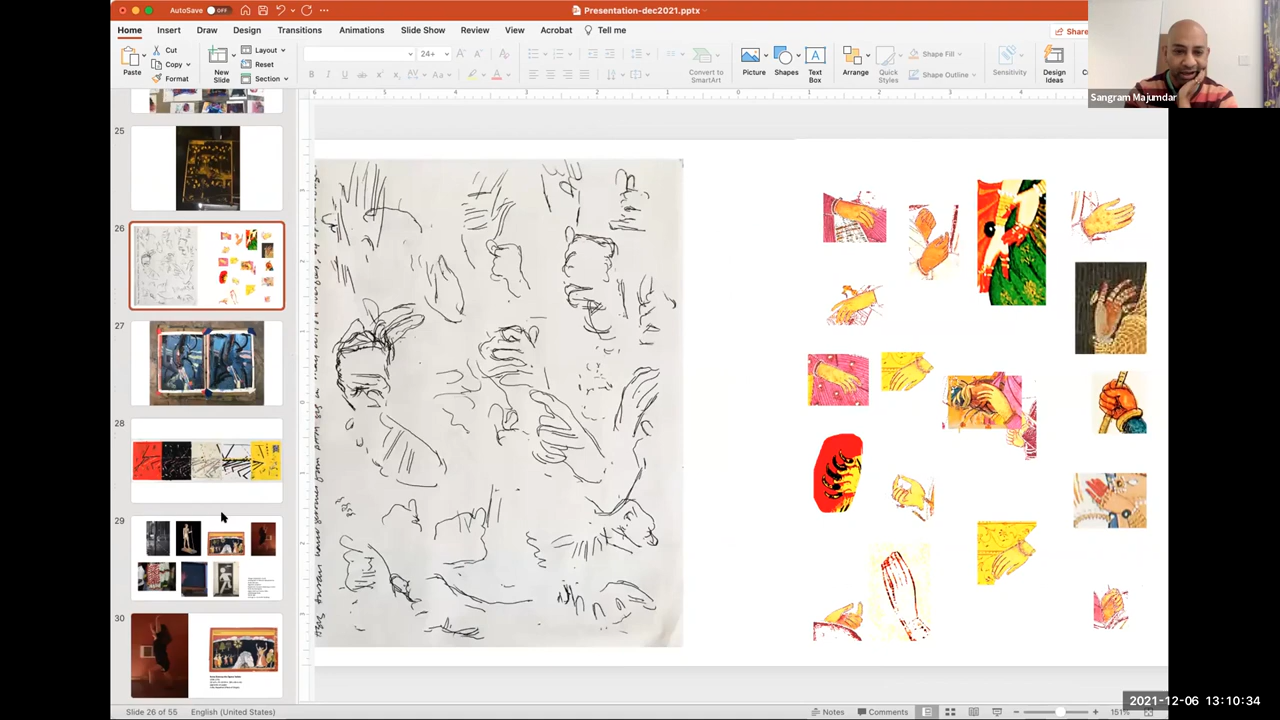 AutoSave OFF
Presentation-dec2021.pptx
Home Insert Draw Design Transitions Animations Slide Show Review View Acrobat Tell me
Share
Paste
Cut
Copy
Format
New Slide
Layout
Reset
Section
24+
Convert to SmartArt
Picture
Shapes
Text Box
Arrange
Quick Styles
Shape Fill
Shape Outline
Sensitivity
Design Ideas
Sangram Majumdar
25
26
27
28
29
30
Slide 26 of 55
English (United States)
Notes
Comments
151%
2021-12-06 13:10:34